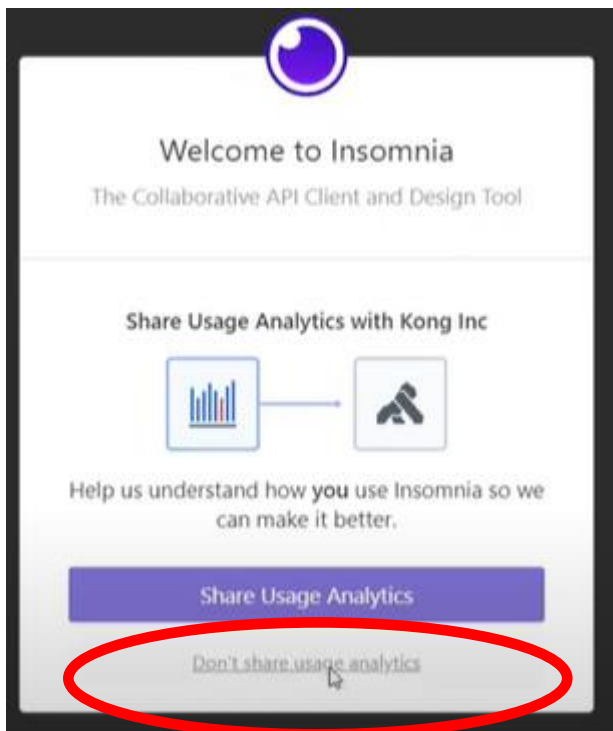 Welcome to Insomnia
The Collaborative API Client and Design Tool
Share Usage Analytics with Kong Inc
Help us understand how you use Insomnia so we
can make it better.
Share Usage Analytics
Don't share usage analytics